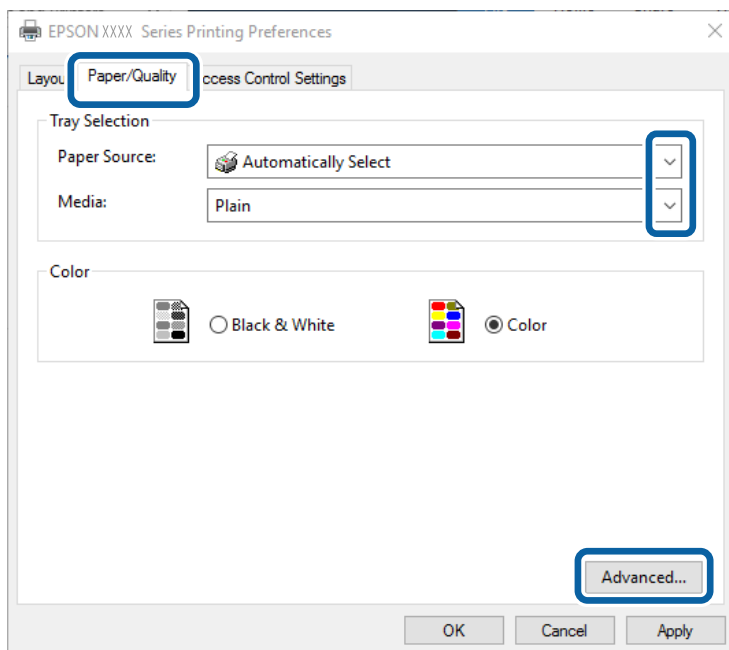 EPSON XXXX Series Printing Preferences
Layou Paper/Quality ccess Control Settings
Tray Selection
Paper Source: Automatically Select
Media: Plain
Color
Black & White Color
Advanced...
OK Cancel Apply